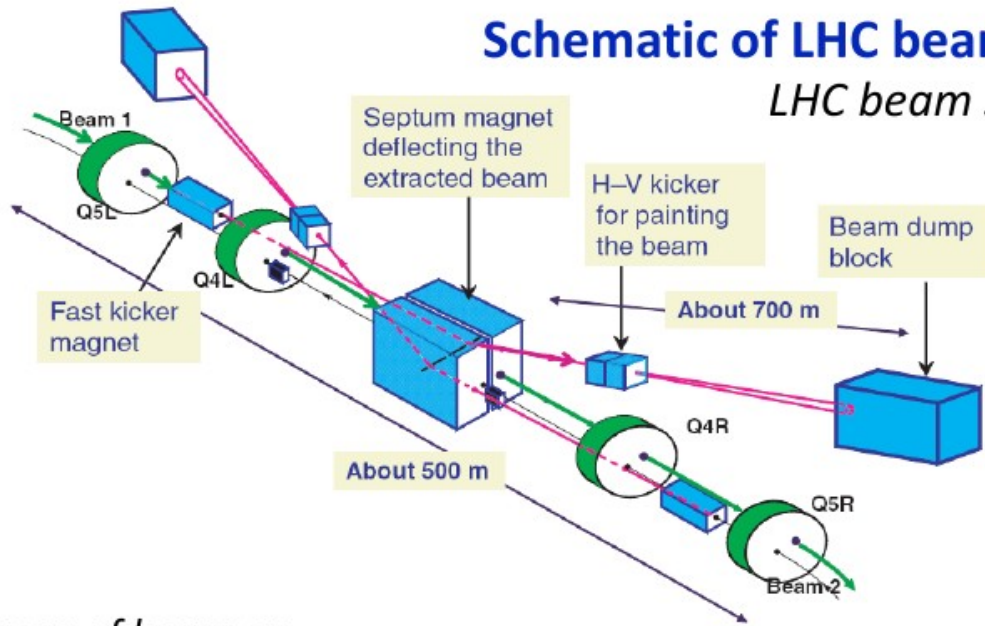 Schematic of LHC bear
LHC beam
Beam 1
Septum magnet
deflecting the
extracted beam
H–V kicker
for painting
the beam
Beam dump
block
Q5L
Q4L
Fast kicker
magnet
About 700 m
About 500 m
Q4R
Q5R
Beam-2